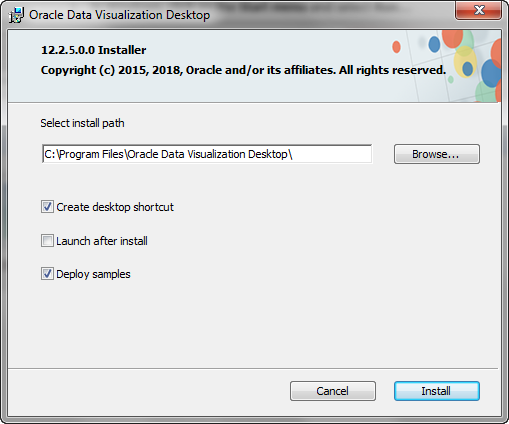 Oracle Data Visualization Desktop
12.2.5.0.0 Installer
Copyright (c) 2015, 2018, Oracle and/or its affiliates. All rights reserved.
Select install path
C:\Program Files\Oracle Data Visualization Desktop\
Browse...
Create desktop shortcut
Launch after install
Deploy samples
Cancel
Install